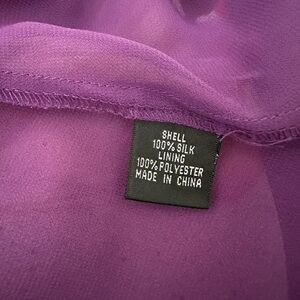 SHELL
100% SILK
LINING
100% POLYESTER
MADE IN CHINA